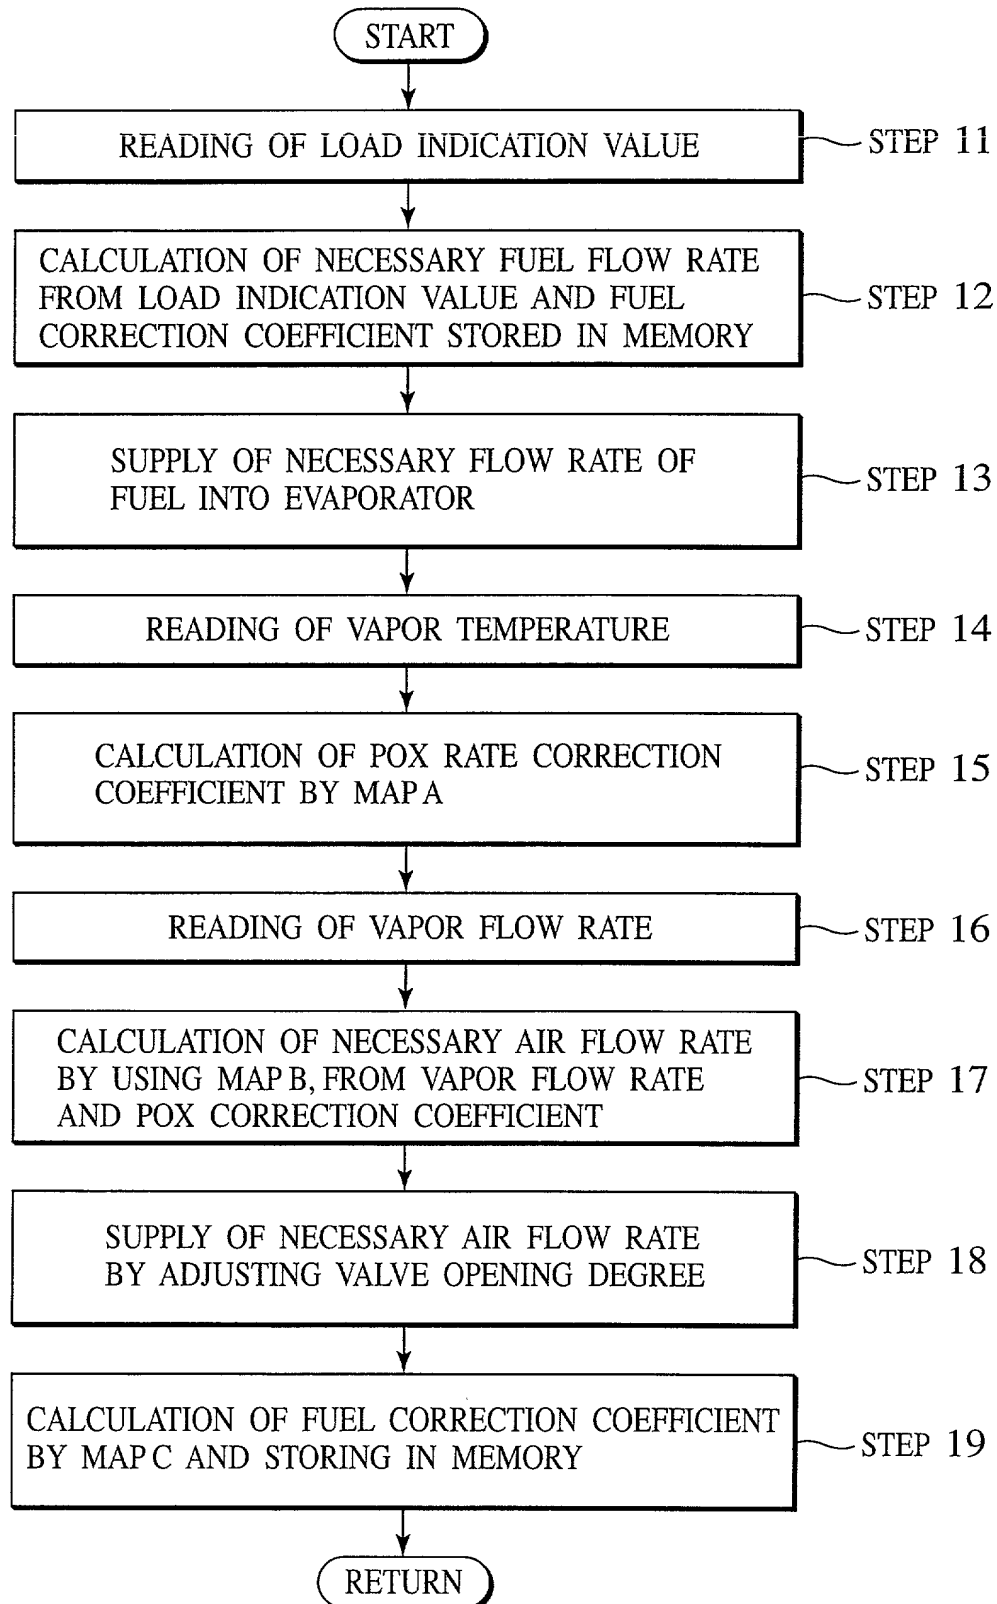 START
READING OF LOAD INDICATION VALUE
STEP 11
CALCULATION OF NECESSARY FUEL FLOW RATE
FROM LOAD INDICATION VALUE AND FUEL
CORRECTION COEFFICIENT STORED IN MEMORY
STEP 12
SUPPLY OF NECESSARY FLOW RATE OF
FUEL INTO EVAPORATOR
STEP 13
READING OF VAPOR TEMPERATURE
STEP 14
CALCULATION OF POX RATE CORRECTION
COEFFICIENT BY MAP A
STEP 15
READING OF VAPOR FLOW RATE
STEP 16
CALCULATION OF NECESSARY AIR FLOW RATE
BY USING MAP B, FROM VAPOR FLOW RATE
AND POX CORRECTION COEFFICIENT
STEP 17
SUPPLY OF NECESSARY AIR FLOW RATE
BY ADJUSTING VALVE OPENING DEGREE
STEP 18
CALCULATION OF FUEL CORRECTION COEFFICIENT
BY MAP C AND STORING IN MEMORY
STEP 19
RETURN